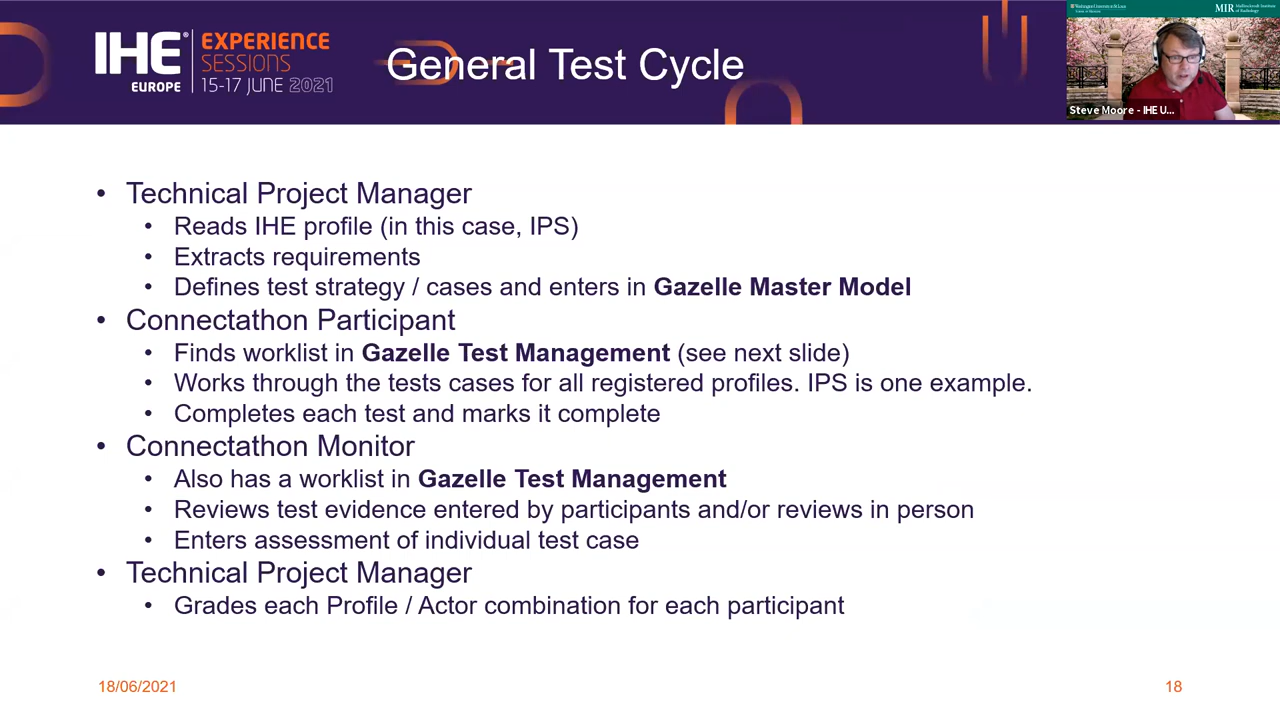 IHE® EXPERIENCE
SESSIONS
EUROPE 15-17 JUNE 2021
General Test Cycle
MIR
Steve Moore - IHE U...
• Technical Project Manager
• Reads IHE profile (in this case, IPS)
• Extracts requirements
• Defines test strategy / cases and enters in Gazelle Master Model
• Connectathon Participant
• Finds worklist in Gazelle Test Management (see next slide)
• Works through the tests cases for all registered profiles. IPS is one example.
• Completes each test and marks it complete
• Connectathon Monitor
• Also has a worklist in Gazelle Test Management
• Reviews test evidence entered by participants and/or reviews in person
• Enters assessment of individual test case
• Technical Project Manager
• Grades each Profile / Actor combination for each participant
18/06/2021
18